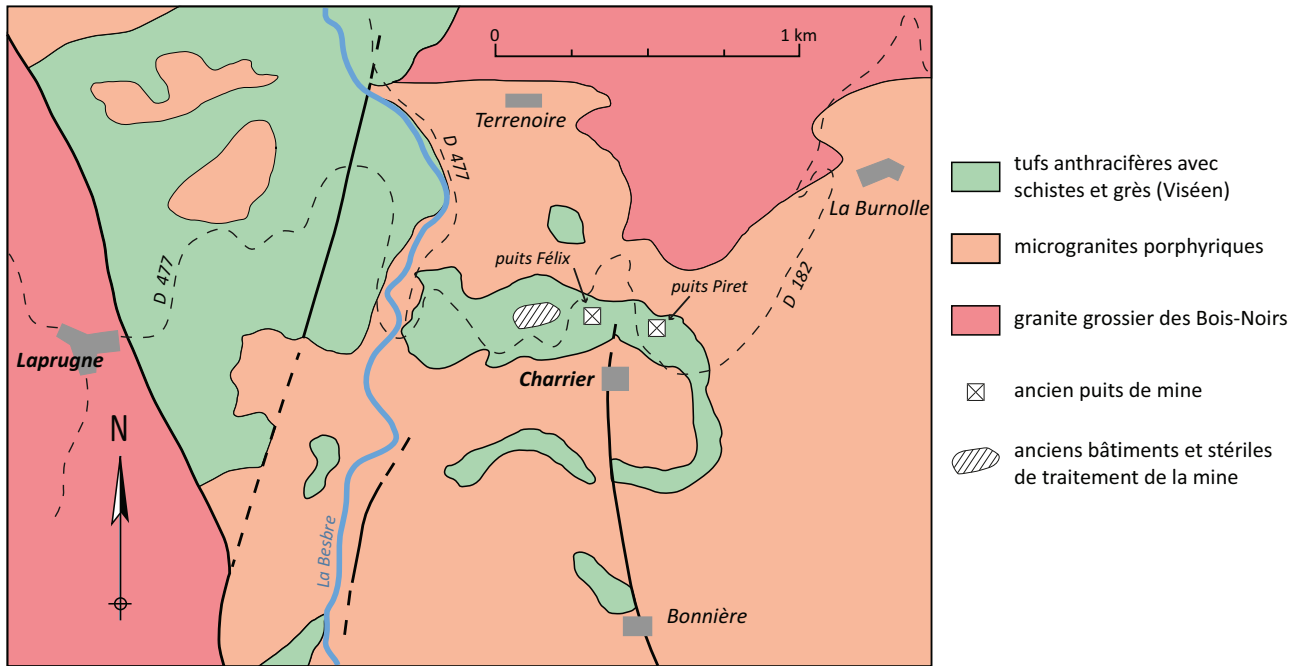 0
1 km
Terrenoire
D 477
La Burnolle
puits Félix
puits Piret
D 477
D 182
Laprugne
Charrier
N
La Besbre
Bonnière
tufs anthracifères avec
schistes et grès (Viséen)
microgranites porphyriques
granite grossier des Bois-Noirs
ancien puits de mine
anciens bâtiments et stériles
de traitement de la mine